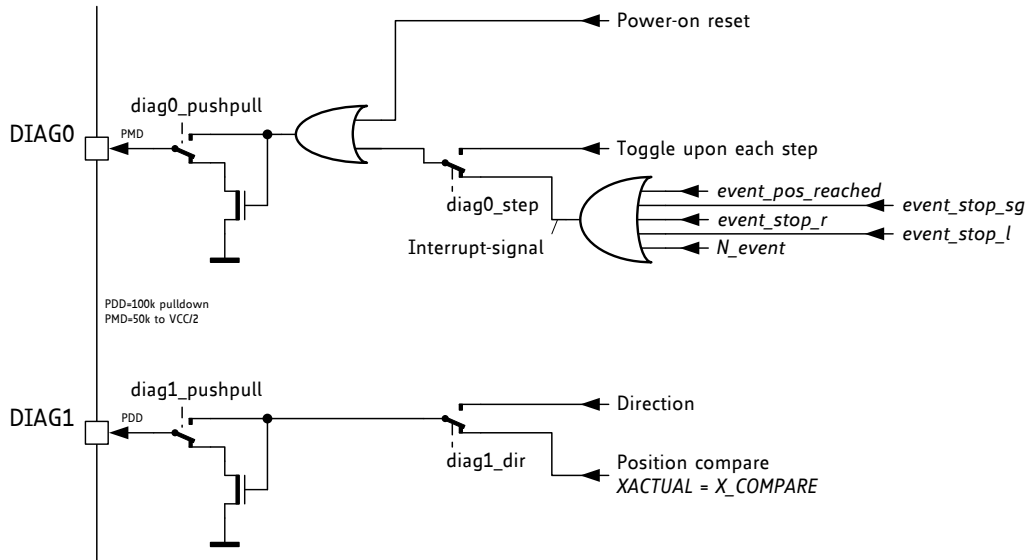 Power-on reset
diag0_pushpull
DIAG0
PMD
Toggle upon each step
event_pos_reached
event_stop_sg
diag0_step
event_stop_r
event_stop_l
Interrupt-signal
N_event
PDD=100k pulldown
PMD=50k to VCC/2
diag1_pushpull
DIAG1
PDD
Direction
diag1_dir
Position compare
XACTUAL = X_COMPARE